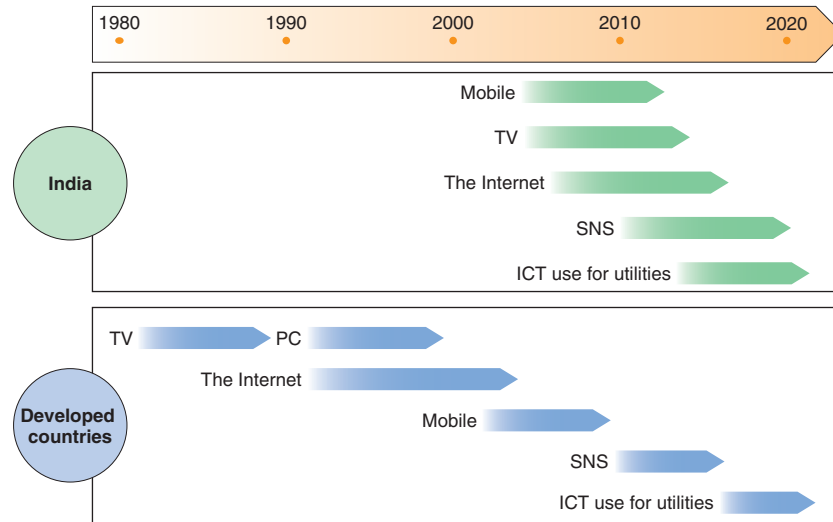 1980 1990 2000 2010 2020
Mobile
TV
India
The Internet
SNS
ICT use for utilities
TV PC
The Internet
Developed
countries
Mobile
SNS
ICT use for utilities